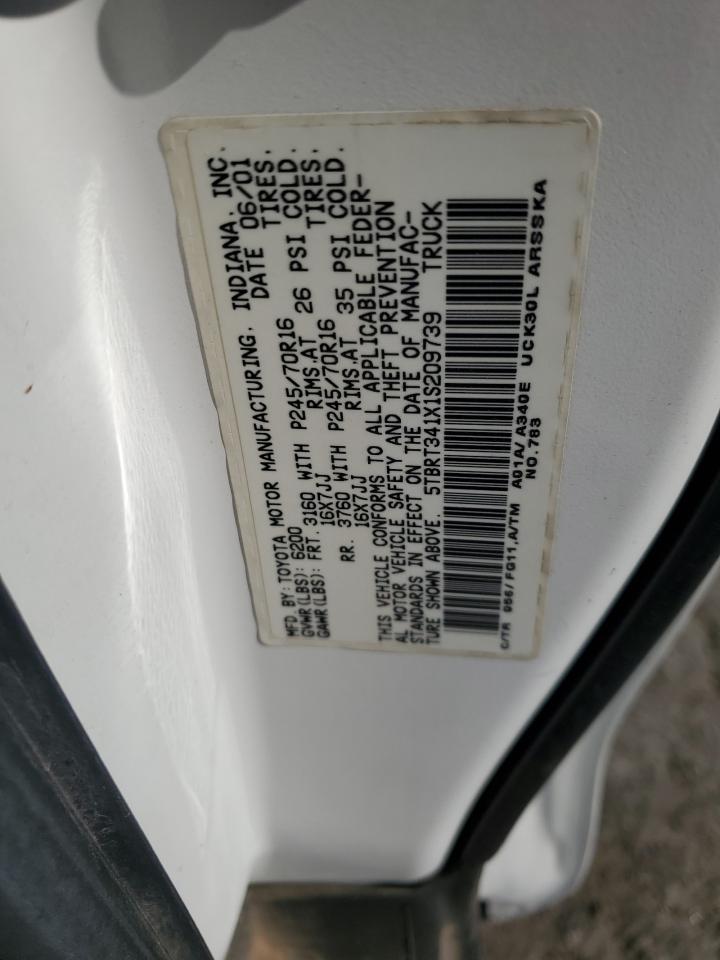 MFD BY: TOYOTA MOTOR MANUFACTURING, INDIANA, INC.
DATE 06/01
GVWR(LBS): 6200
GAWR(LBS): FRT. 3160 WITH P245/70R16 TIRES,
16X7JJ RIMS,AT 26 PSI COLD.
RR. 3760 WITH P245/70R16 TIRES,
16X7JJ RIMS,AT 35 PSI COLD.
THIS VEHICLE CONFORMS TO ALL APPLICABLE FEDER-
AL MOTOR VEHICLE SAFETY AND THEFT PREVENTION
STANDARDS IN EFFECT ON THE DATE OF MANUFAC-
TURE SHOWN ABOVE. 5TBRT341X1S209739 TRUCK
C/TR 056/FG11,A/TM A01A/A340E UCK30L ARSSKA
NO.783